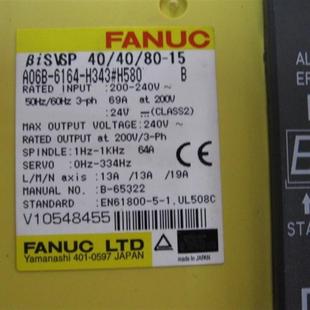 FANUC
βiSVSP 40/40/80-15
A06B-6164-H343#H580 B
RATED INPUT :200-240V~
50Hz/60Hz 3-ph 69A at 200V
:24V ⎓(CLASS2)
MAX OUTPUT VOLTAGE:240V~
RATED OUTPUT at 200V/3-Ph
SPINDLE:1Hz-1KHz 64A
SERVO :0Hz-334Hz
L/M/N axis :13A /13A /19A
MANUAL NO. :B-65322
STANDARD :EN61800-5-1,UL508C
V10548455
FANUC LTD
Yamanashi 401-0597 JAPAN
MADE IN JAPAN
AL
STA